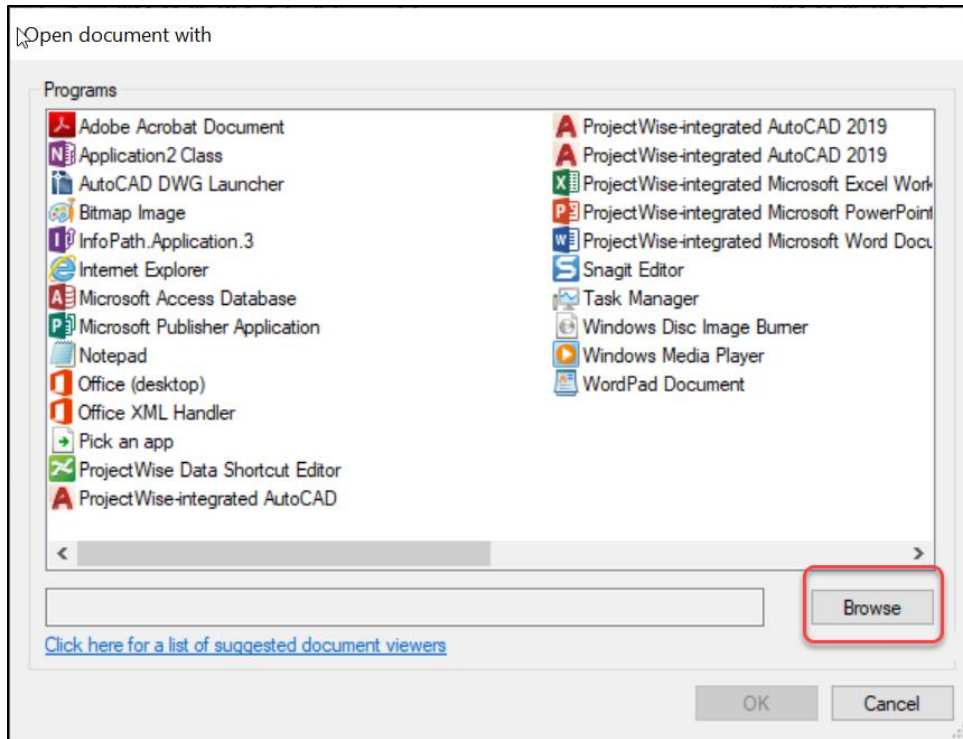 Open document with
Programs
Adobe Acrobat Document
Application2 Class
AutoCAD DWG Launcher
Bitmap Image
InfoPath.Application.3
Internet Explorer
Microsoft Access Database
Microsoft Publisher Application
Notepad
Office (desktop)
Office XML Handler
Pick an app
ProjectWise Data Shortcut Editor
ProjectWise-integrated AutoCAD
ProjectWise-integrated AutoCAD 2019
ProjectWise-integrated AutoCAD 2019
ProjectWise-integrated Microsoft Excel Work
ProjectWise-integrated Microsoft PowerPoint
ProjectWise-integrated Microsoft Word Docu
Snagit Editor
Task Manager
Windows Disc Image Burner
Windows Media Player
WordPad Document
Browse
Click here for a list of suggested document viewers
OK
Cancel